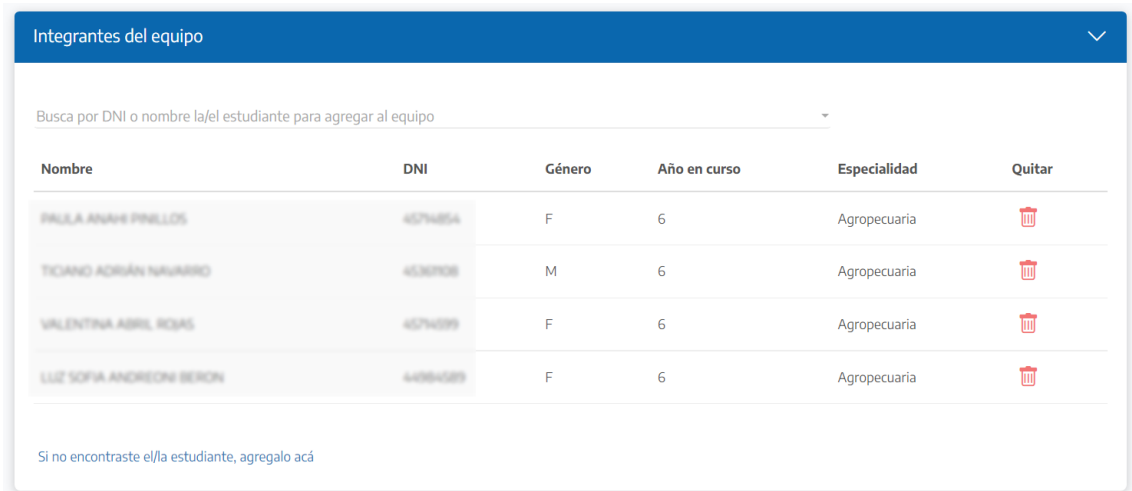 Integrantes del equipo
Busca por DNI o nombre la/el estudiante para agregar al equipo
Nombre DNI Género Año en curso Especialidad Quitar
F 6 Agropecuaria
M 6 Agropecuaria
F 6 Agropecuaria
F 6 Agropecuaria
Si no encontraste el/la estudiante, agregalo acá